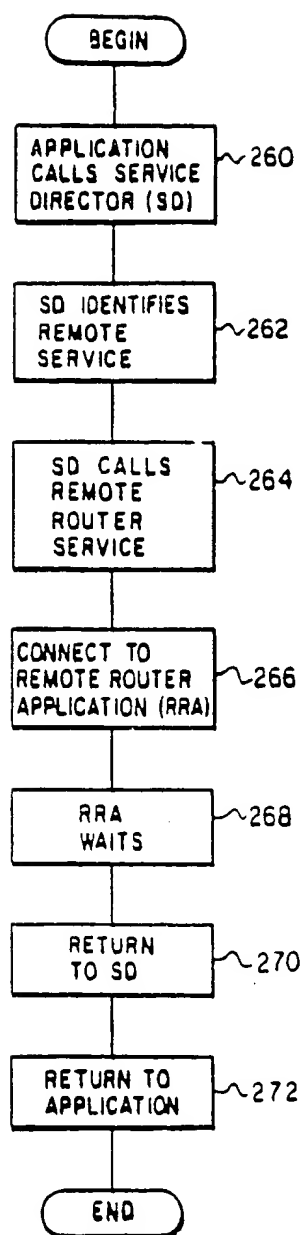 BEGIN
APPLICATION
CALLS SERVICE
DIRECTOR (SD)
260
SD IDENTIFIES
REMOTE
SERVICE
262
SD CALLS
REMOTE
ROUTER
SERVICE
264
CONNECT TO
REMOTE ROUTER
APPLICATION (RRA)
266
RRA
WAITS
268
RETURN
TO SD
270
RETURN TO
APPLICATION
272
END